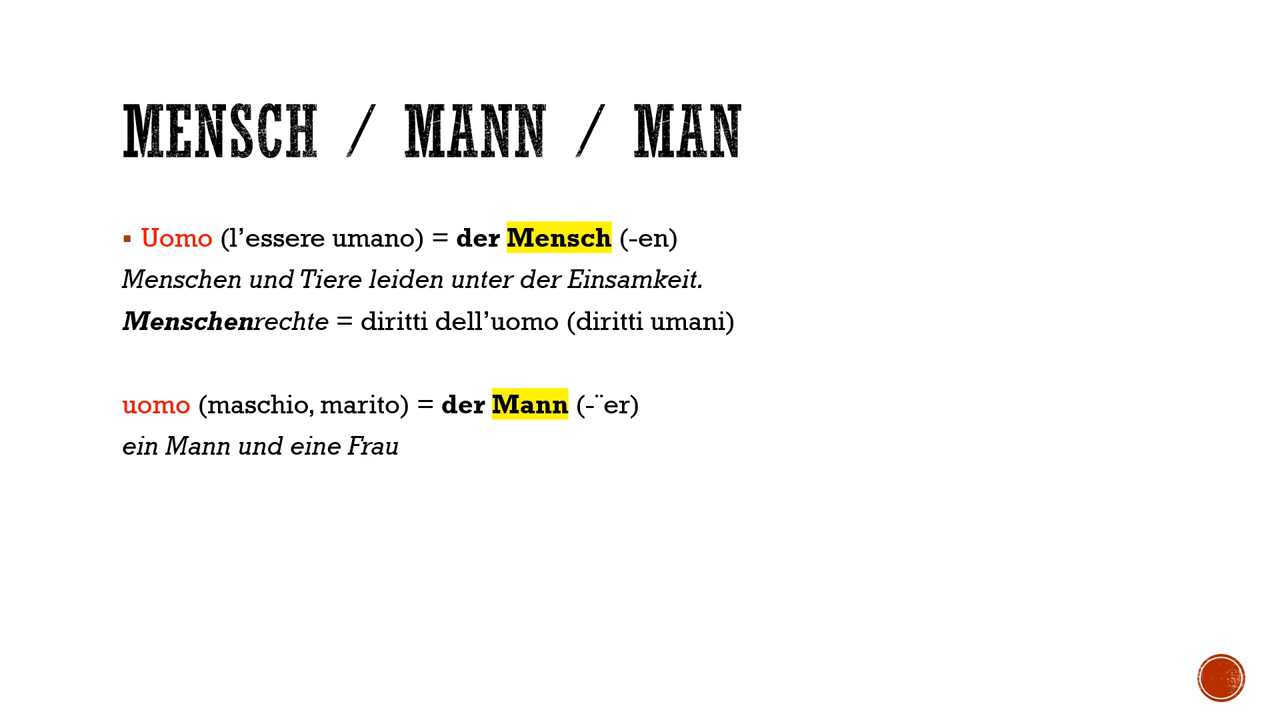 MENSCH / MANN / MAN
▪ Uomo (l’essere umano) = der Mensch (-en)
Menschen und Tiere leiden unter der Einsamkeit.
Menschenrechte = diritti dell’uomo (diritti umani)
uomo (maschio, marito) = der Mann (-¨er)
ein Mann und eine Frau